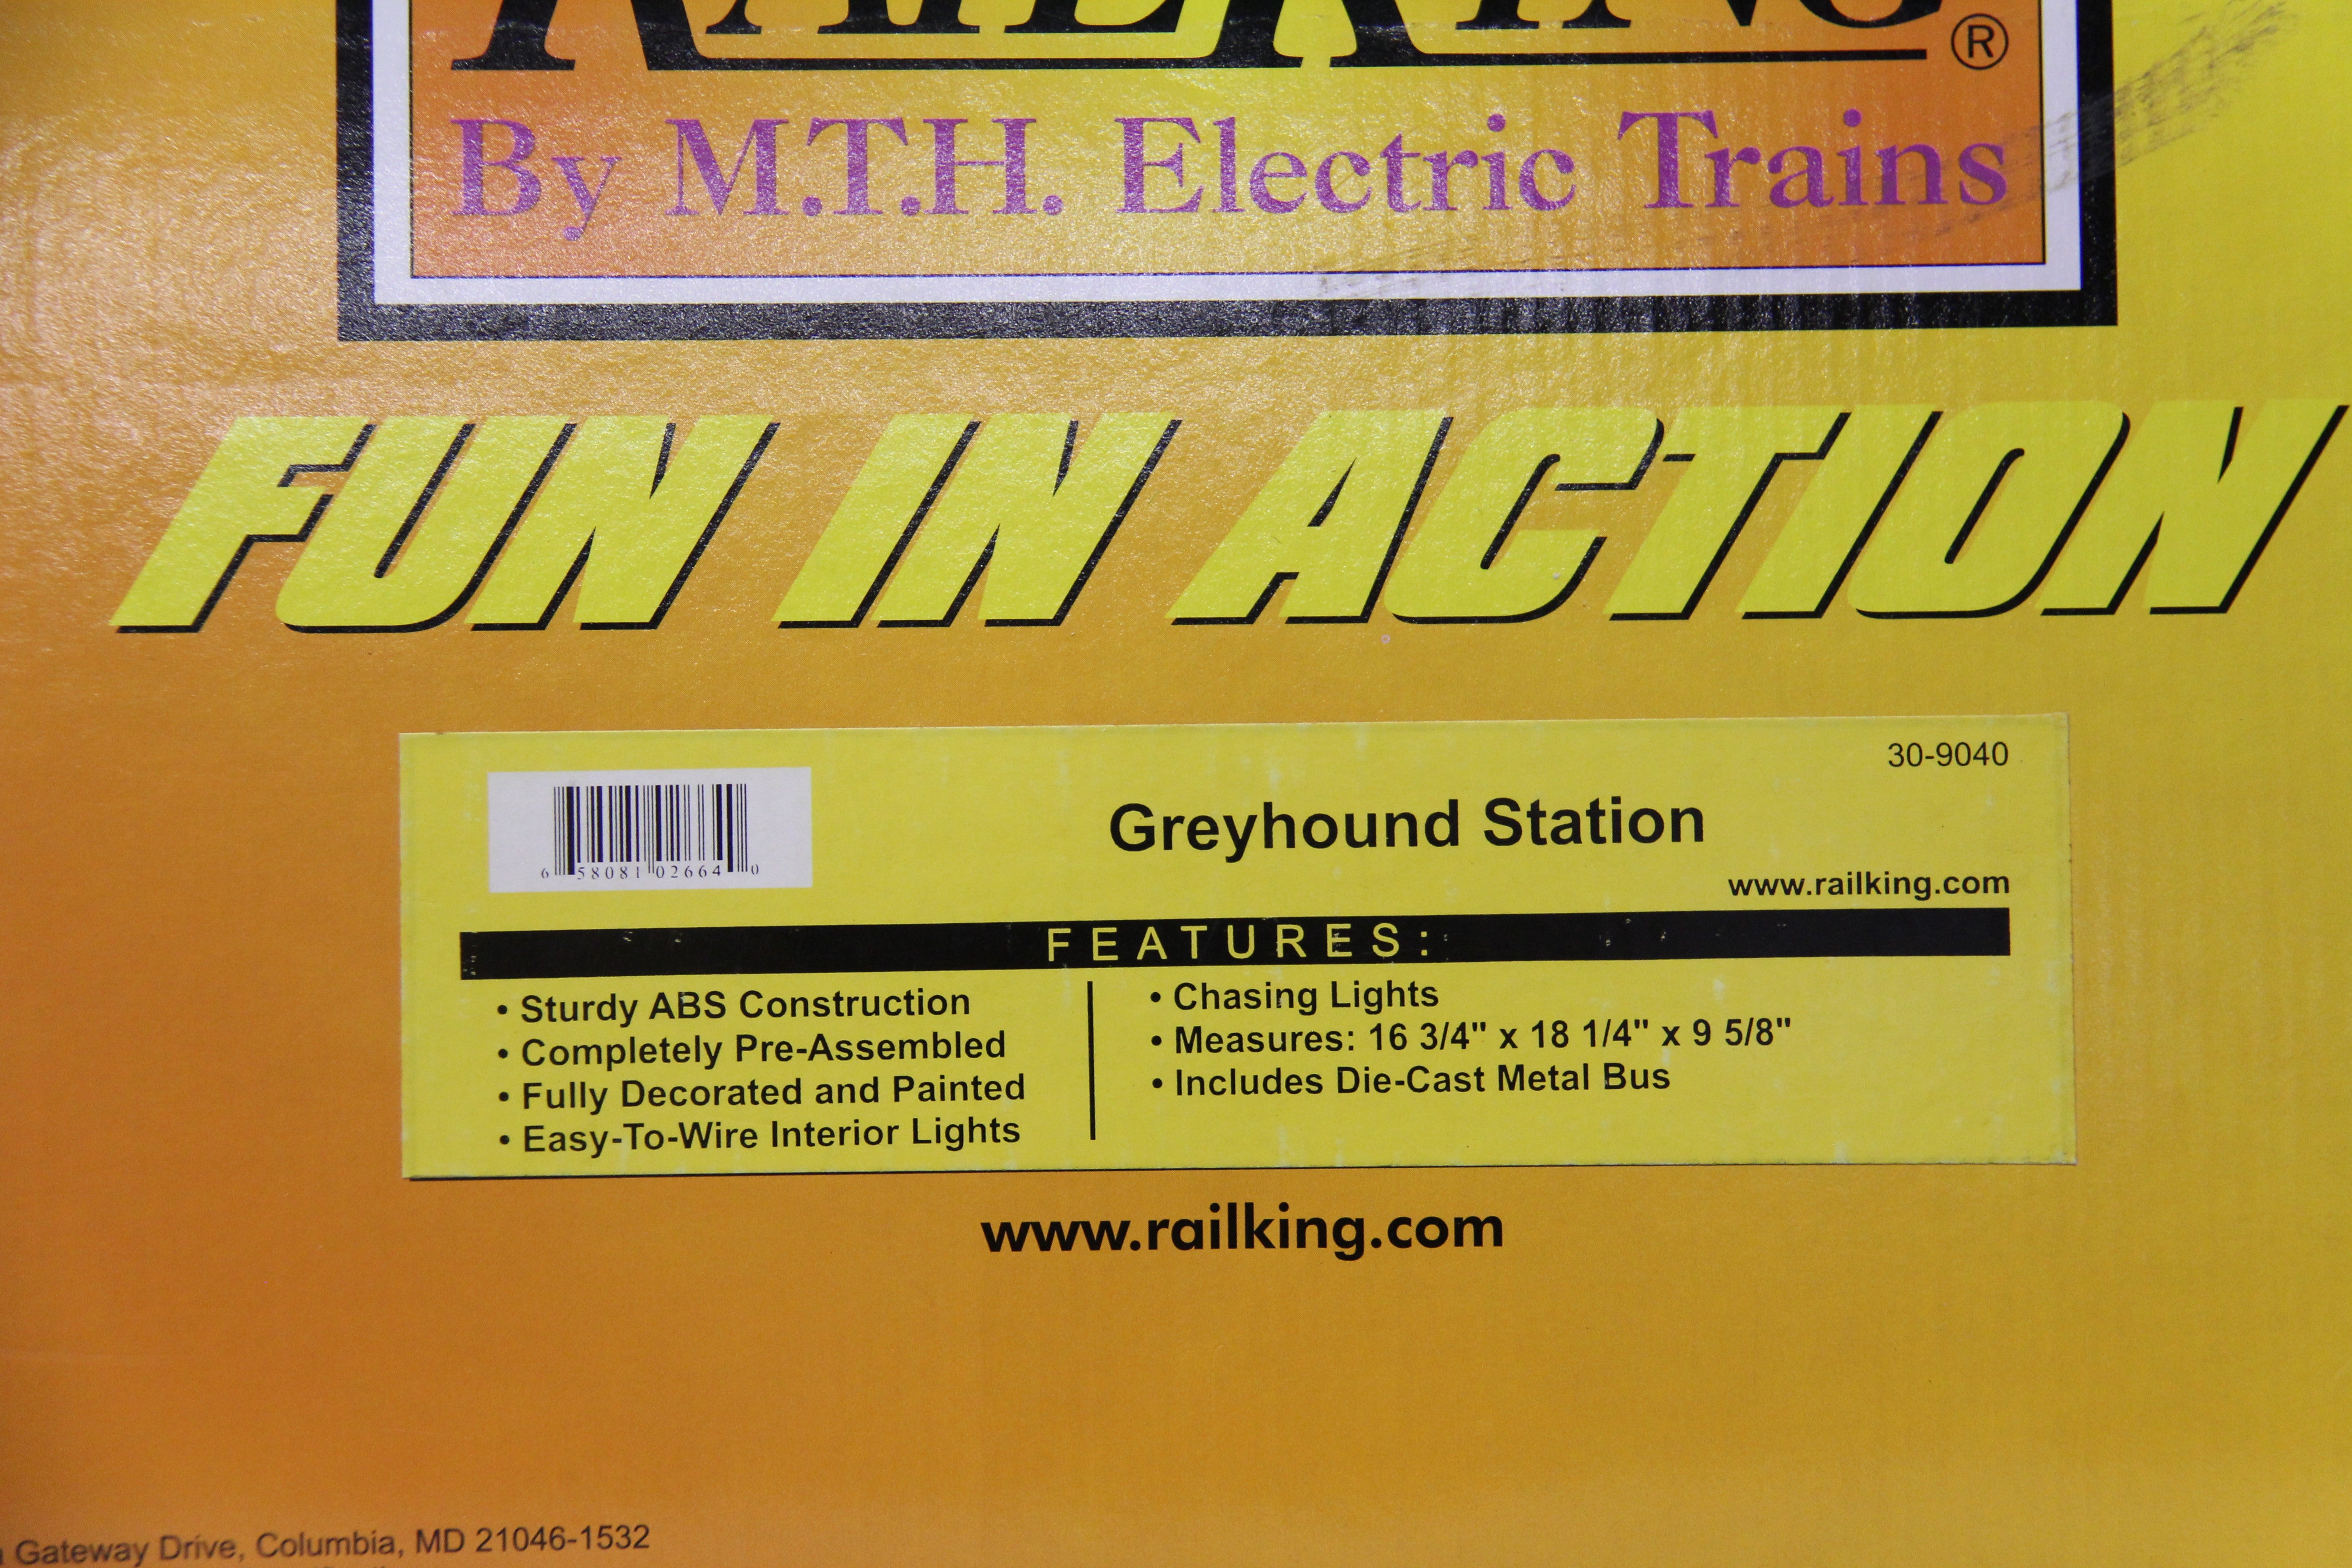 RAILKING®
By M.T.H. Electric Trains
FUN IN ACTION
30-9040
Greyhound Station
6 58081 02664 0
www.railking.com
FEATURES:
• Sturdy ABS Construction
• Completely Pre-Assembled
• Fully Decorated and Painted
• Easy-To-Wire Interior Lights
• Chasing Lights
• Measures: 16 3/4" x 18 1/4" x 9 5/8"
• Includes Die-Cast Metal Bus
www.railking.com
Gateway Drive, Columbia, MD 21046-1532